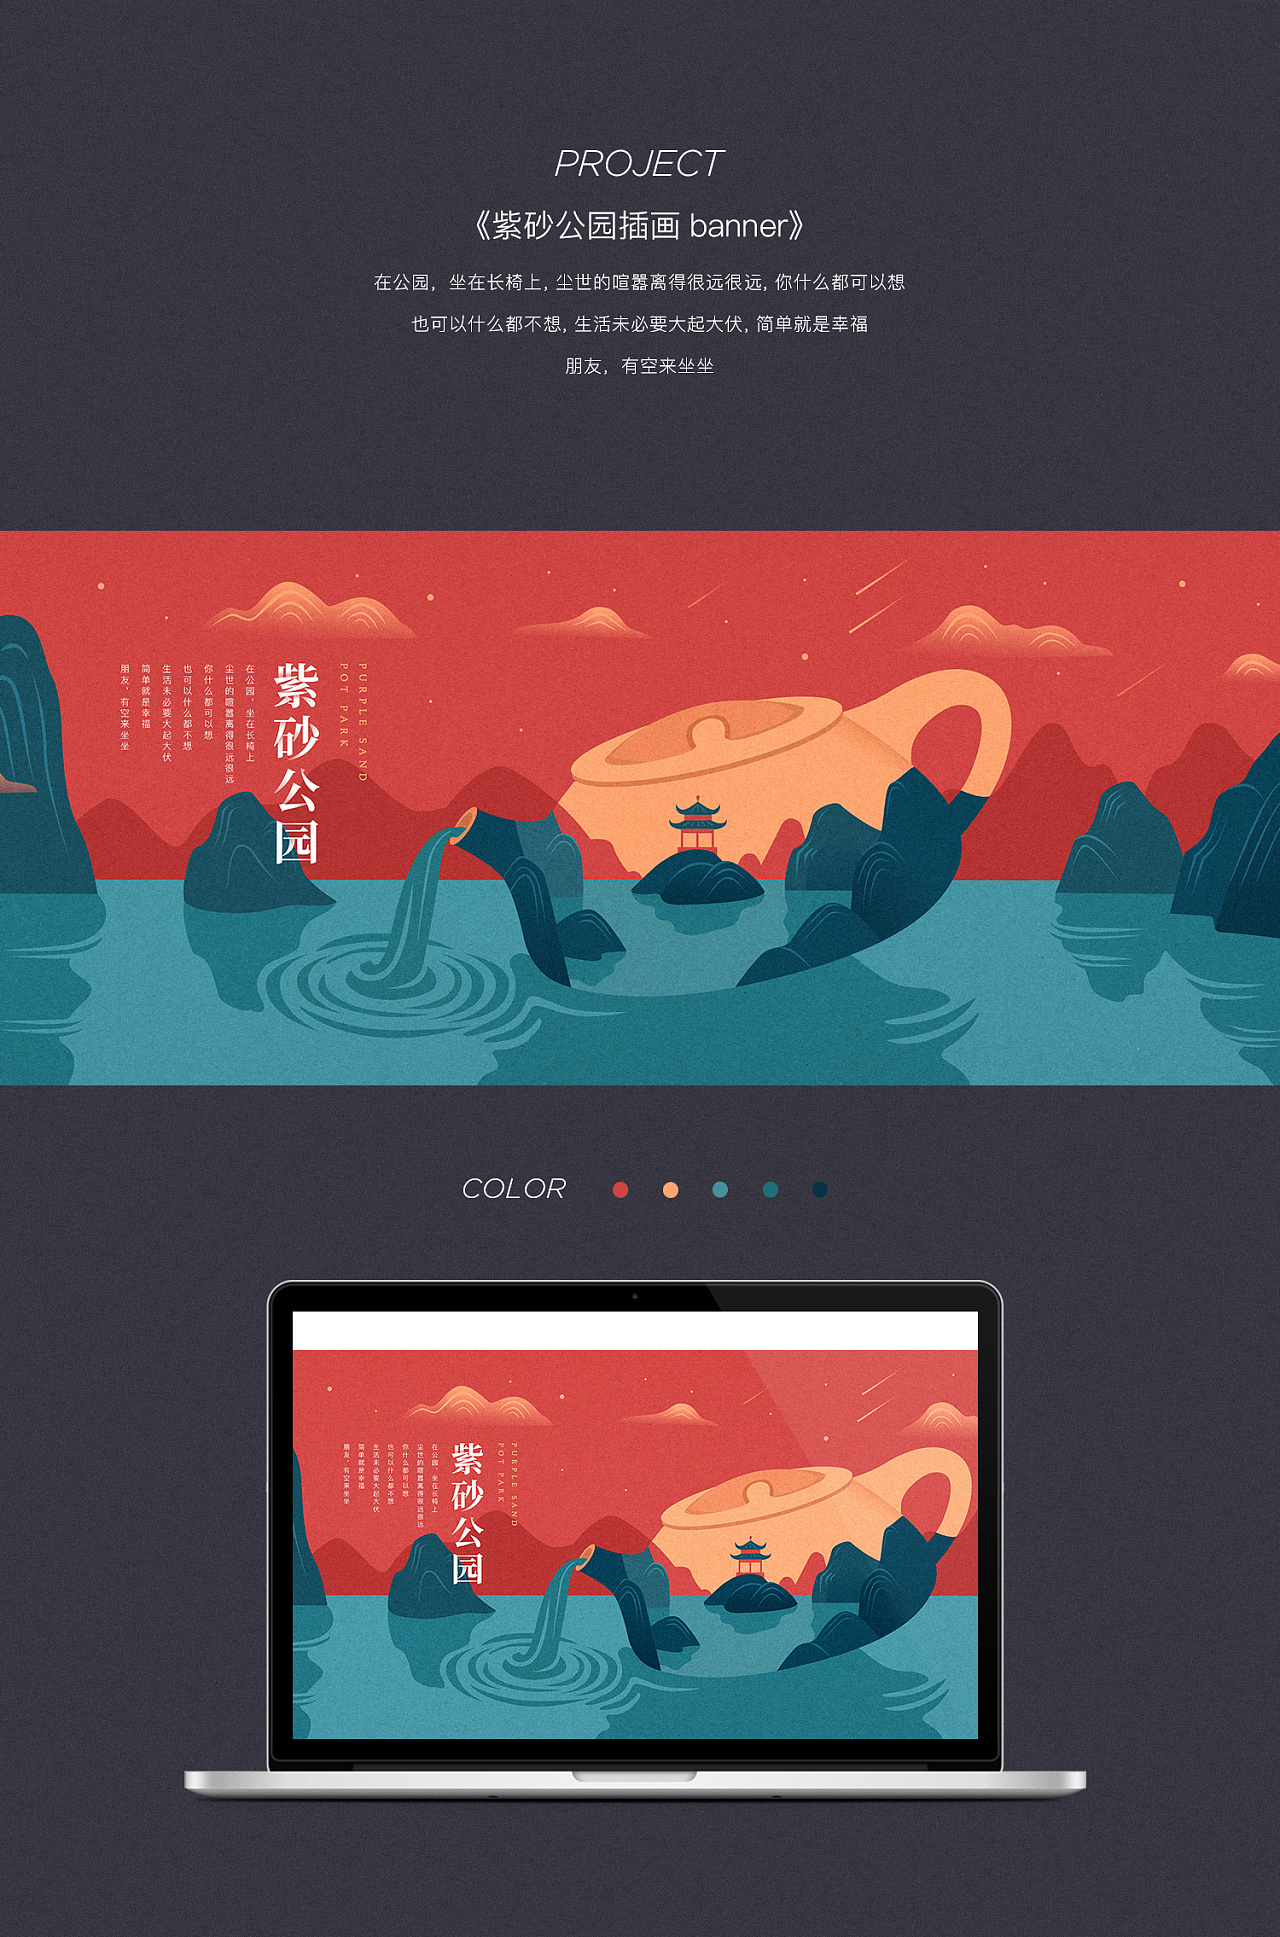 PROJECT
《紫砂公园插画 banner》
在公园，坐在长椅上, 尘世的喧嚣离得很远很远, 你什么都可以想
也可以什么都不想, 生活未必要大起大伏, 简单就是幸福
朋友，有空来坐坐
PURPLE SAND
POT PARK
紫砂公园
在公园，坐在长椅上
尘世的喧嚣离得很远很远
你什么都可以想
也可以什么都不想
生活未必要大起大伏
简单就是幸福
朋友，有空来坐坐
COLOR
PURPLE SAND
POT PARK
紫砂公园
在公园，坐在长椅上
尘世的喧嚣离得很远很远
你什么都可以想
也可以什么都不想
生活未必要大起大伏
简单就是幸福
朋友，有空来坐坐